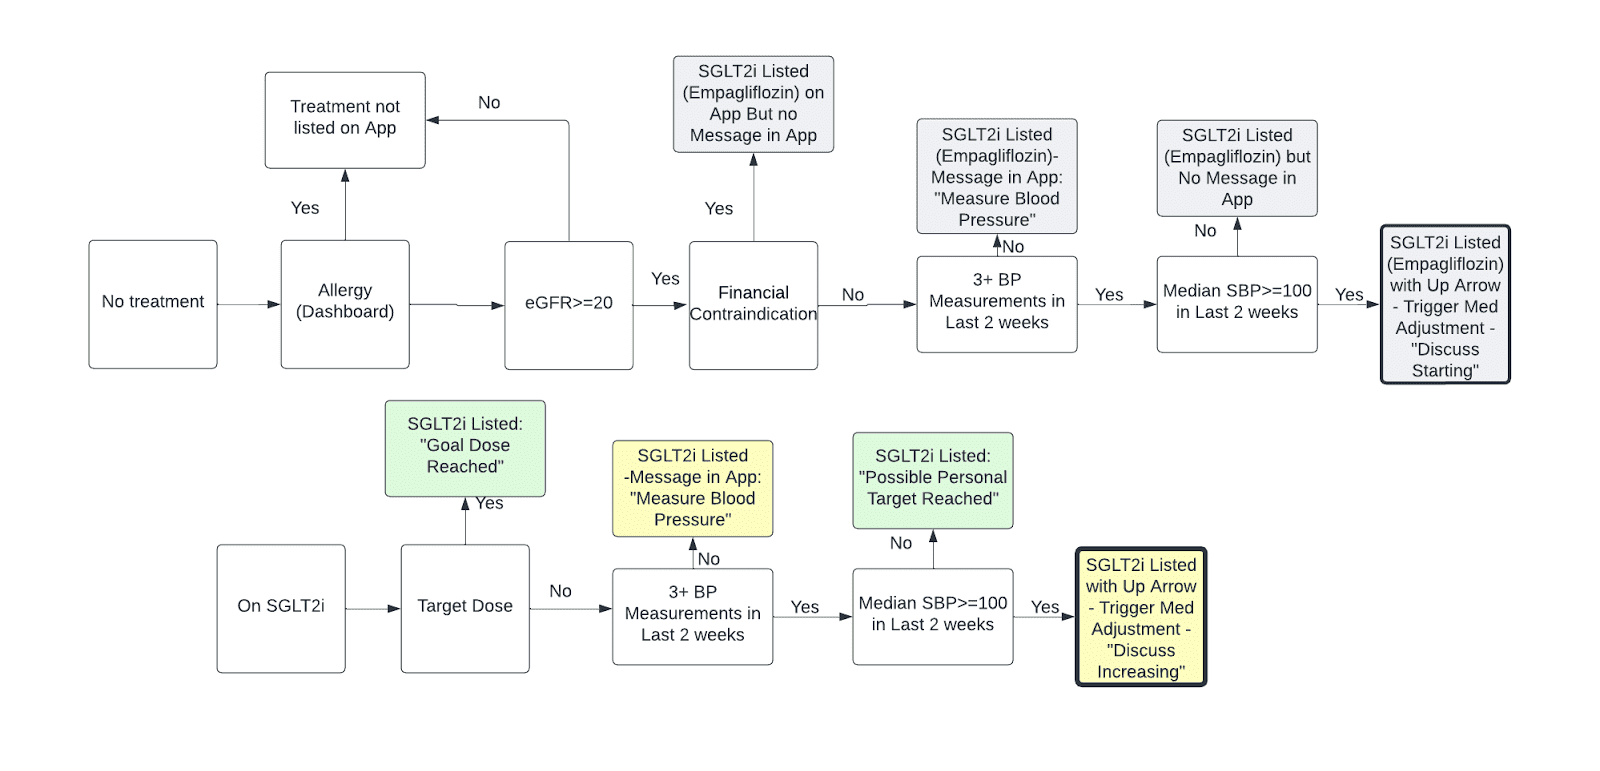 Treatment not
listed on App
No
SGLT2i Listed
(Empagliflozin) on
App But no
Message in App
SGLT2i Listed
(Empagliflozin)-
Message in App:
"Measure Blood
Pressure"
SGLT2i Listed
(Empagliflozin) but
No Message in
App
Yes
Yes
No
No
No treatment
Allergy
(Dashboard)
eGFR>=20
Yes
Financial
Contraindication
No
3+ BP
Measurements in
Last 2 weeks
Yes
Median SBP>=100
in Last 2 weeks
Yes
SGLT2i Listed
(Empagliflozin)
with Up Arrow
- Trigger Med
Adjustment -
"Discuss
Starting"
SGLT2i Listed:
"Goal Dose
Reached"
Yes
SGLT2i Listed
-Message in App:
"Measure Blood
Pressure"
No
SGLT2i Listed:
"Possible Personal
Target Reached"
No
On SGLT2i
Target Dose
No
3+ BP
Measurements in
Last 2 weeks
Yes
Median SBP>=100
in Last 2 weeks
Yes
SGLT2i Listed
with Up Arrow
- Trigger Med
Adjustment -
"Discuss
Increasing"